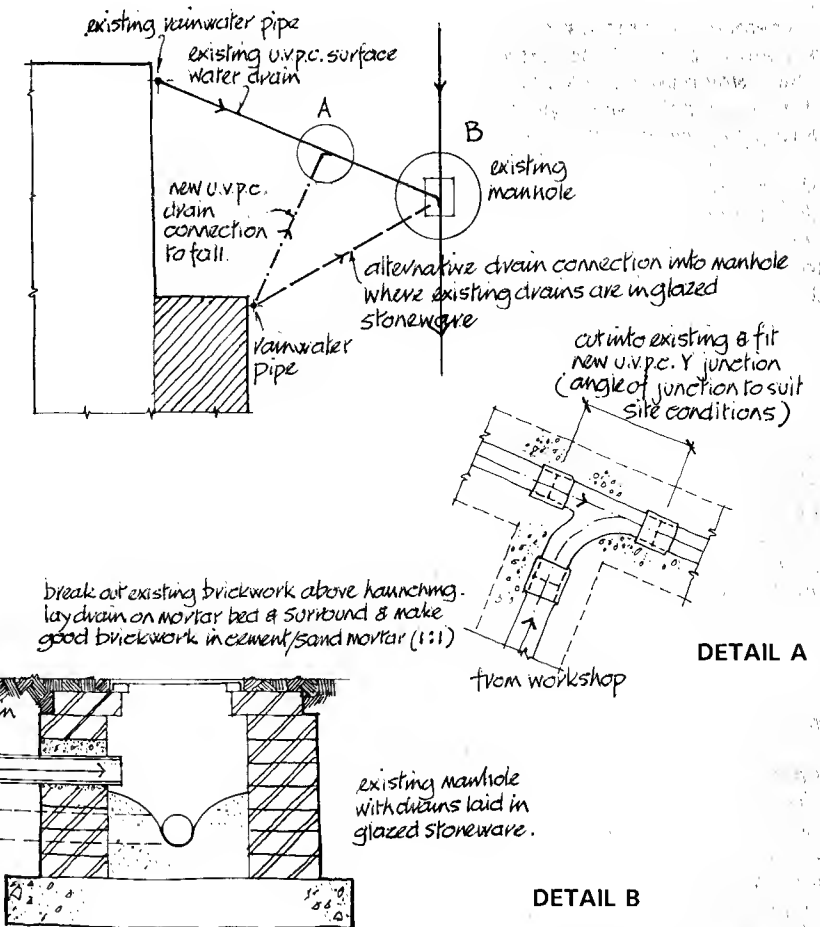 existing rainwater pipe
existing u.v.p.c. surface
water drain
A
B
existing
manhole
new u.v.p.c.
drain
connection
to fall.
alternative drain connection into manhole
where existing drains are in glazed
stoneware
rainwater
pipe
cut into existing & fit
new u.v.p.c. Y junction
(angle of junction to suit
site conditions)
break out existing brickwork above haunching.
lay drain on mortar bed & surround & make
good brickwork in cement/sand mortar (1:1)
DETAIL A
from workshop
existing manhole
with drains laid in
glazed stoneware.
DETAIL B